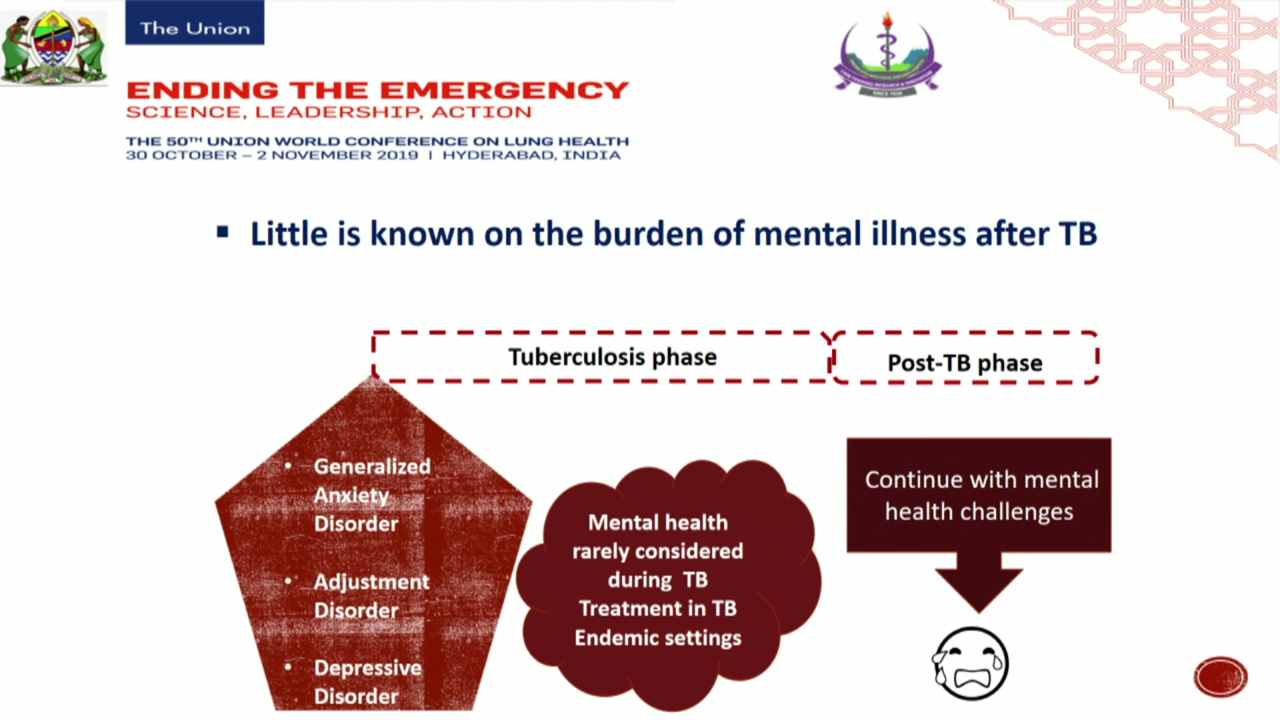 The Union
ENDING THE EMERGENCY
SCIENCE, LEADERSHIP, ACTION
THE 50TH UNION WORLD CONFERENCE ON LUNG HEALTH
30 OCTOBER – 2 NOVEMBER 2019 | HYDERABAD, INDIA
SINCE 1926
▪ Little is known on the burden of mental illness after TB
Tuberculosis phase
Post-TB phase
• Generalized
Anxiety
Disorder
• Adjustment
Disorder
• Depressive
Disorder
Mental health
rarely considered
during TB
Treatment in TB
Endemic settings
Continue with mental
health challenges